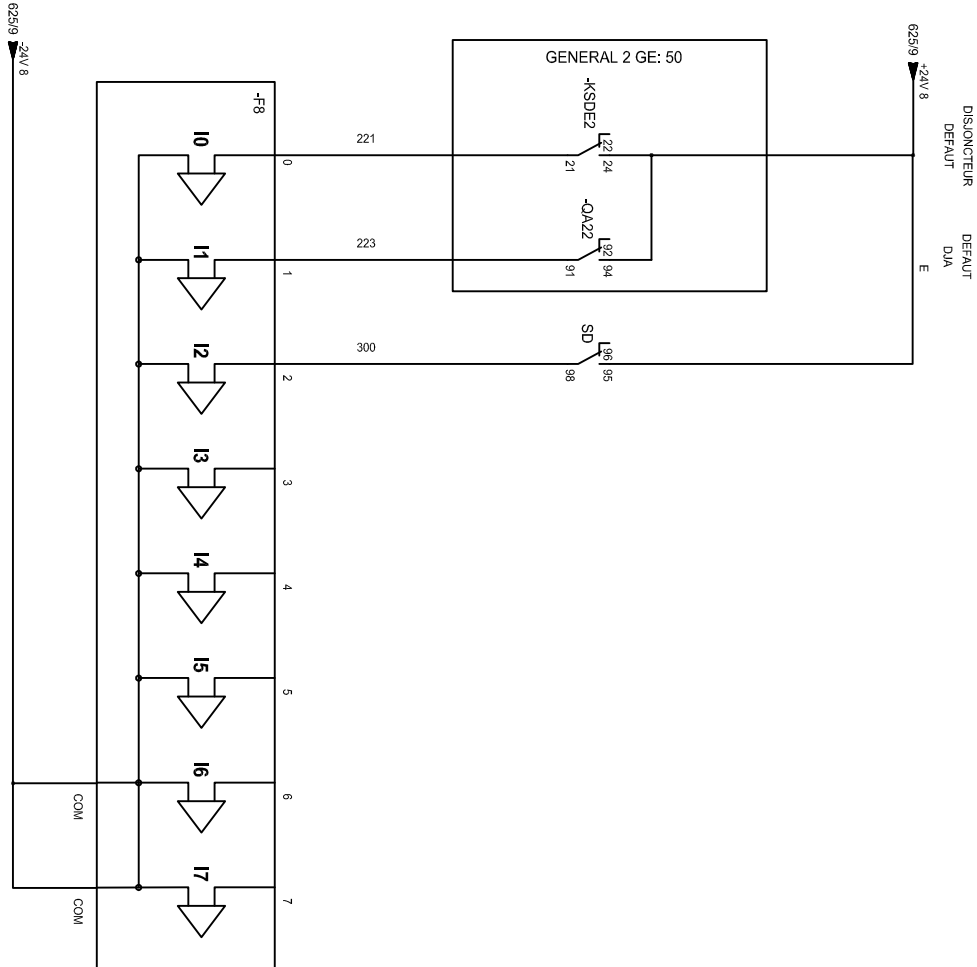 625/9
-24V 8
GENERAL 2 GE: 50
625/9
+24V 8
DISJONCTEUR
DEFAUT
-F8
-KSDE2
I0
0
221
21
22
24
-QA22
I1
1
223
91
92
94
DEFAUT
DJA
E
SD
I2
2
300
98
96
95
I3
3
I4
4
I5
5
I6
6
COM
I7
7
COM